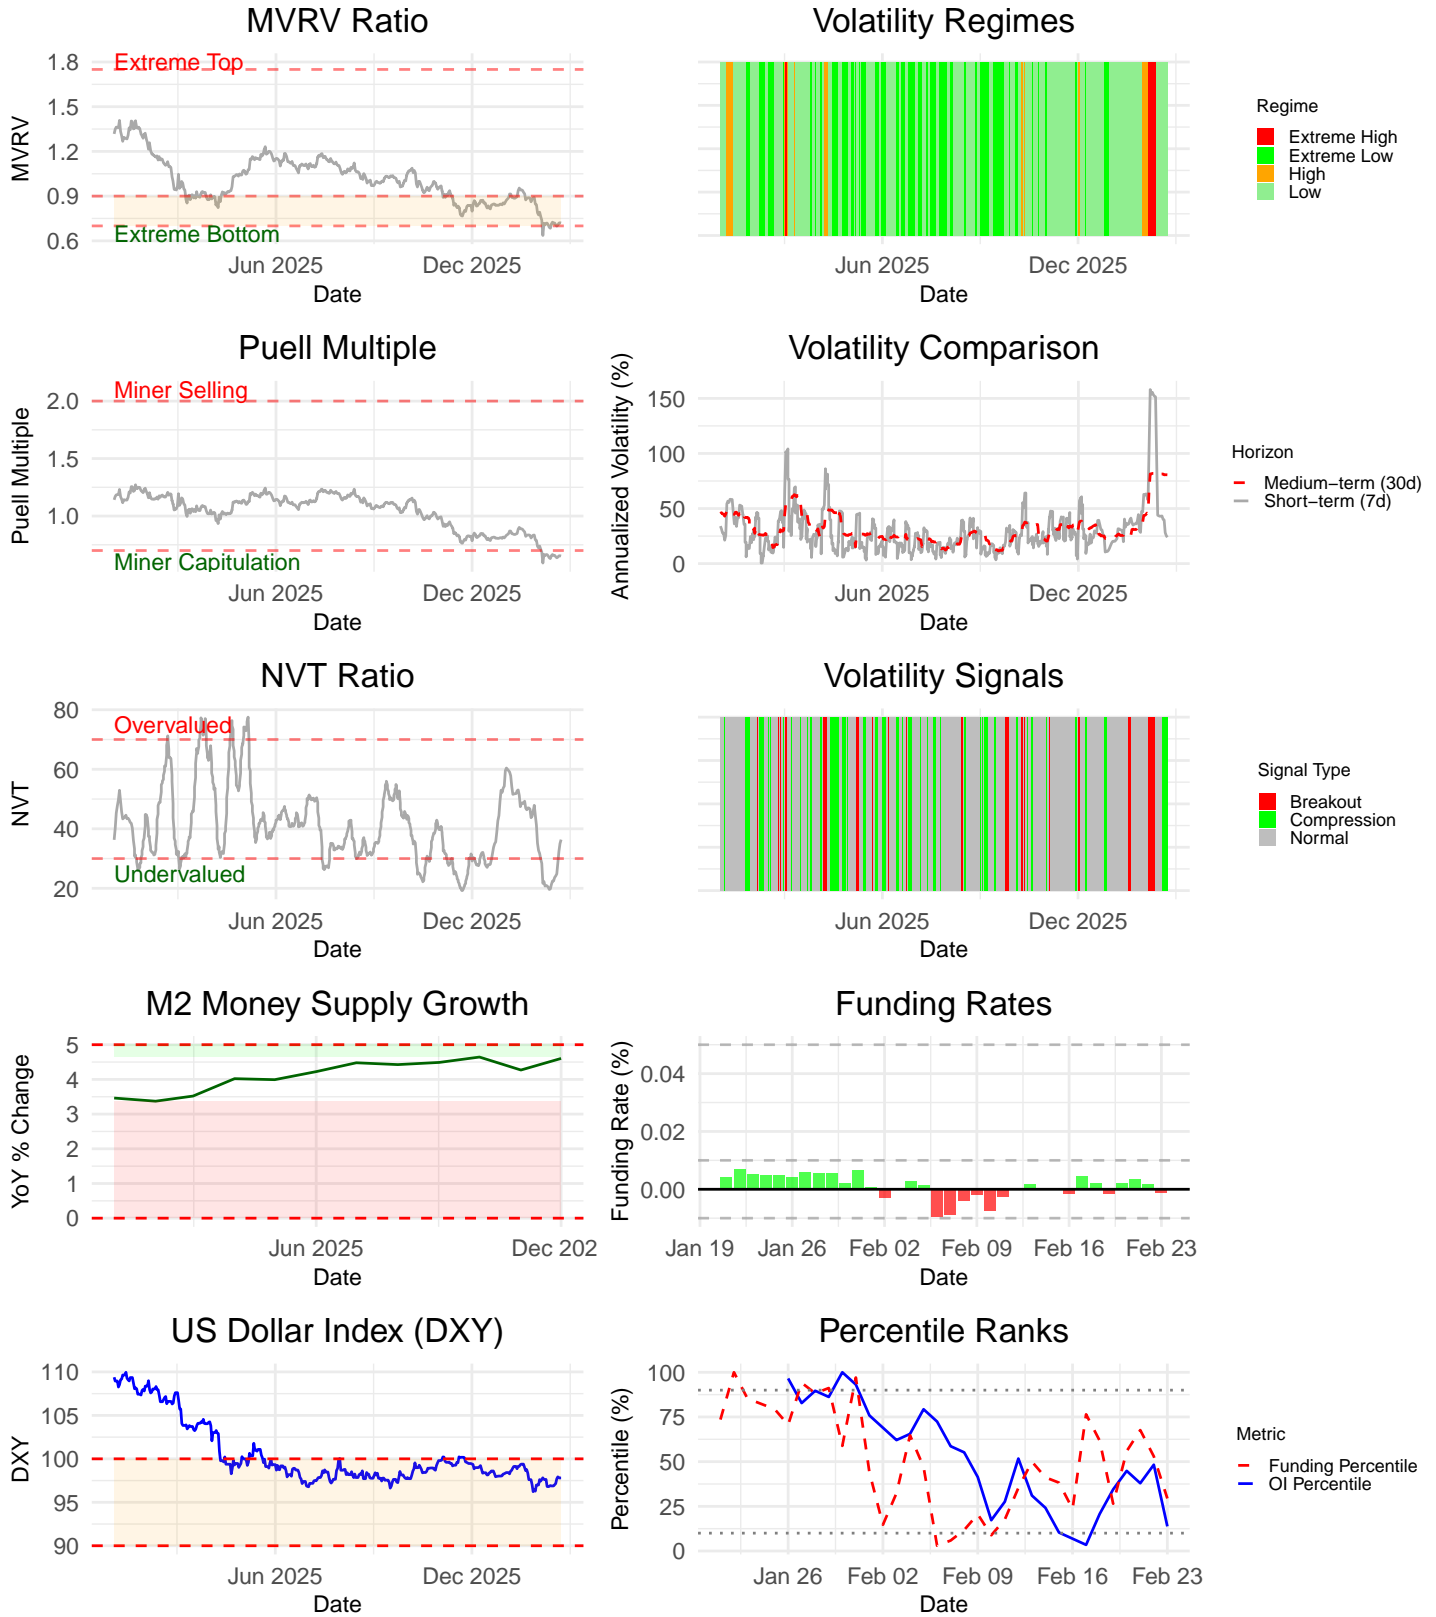 MVRV Ratio
MVRV
1.8
1.5
1.2
0.9
0.6
Extreme Top
Extreme Bottom
Jun 2025
Dec 2025
Date
Volatility Regimes
Jun 2025
Dec 2025
Date
Regime
Extreme High
Extreme Low
High
Low
Puell Multiple
Puell Multiple
2.0
1.5
1.0
Miner Selling
Miner Capitulation
Jun 2025
Dec 2025
Date
Volatility Comparison
Annualized Volatility (%)
150
100
50
0
Jun 2025
Dec 2025
Date
Horizon
Medium−term (30d)
Short−term (7d)
NVT Ratio
NVT
80
60
40
20
Overvalued
Undervalued
Jun 2025
Dec 2025
Date
Volatility Signals
Jun 2025
Dec 2025
Date
Signal Type
Breakout
Compression
Normal
M2 Money Supply Growth
YoY % Change
5
4
3
2
1
0
Jun 2025
Dec 202
Date
Funding Rates
Funding Rate (%)
0.04
0.02
0.00
Jan 19
Jan 26
Feb 02
Feb 09
Feb 16
Feb 23
Date
US Dollar Index (DXY)
DXY
110
105
100
95
90
Jun 2025
Dec 2025
Date
Percentile Ranks
Percentile (%)
100
75
50
25
0
Jan 26
Feb 02
Feb 09
Feb 16
Feb 23
Date
Metric
Funding Percentile
OI Percentile